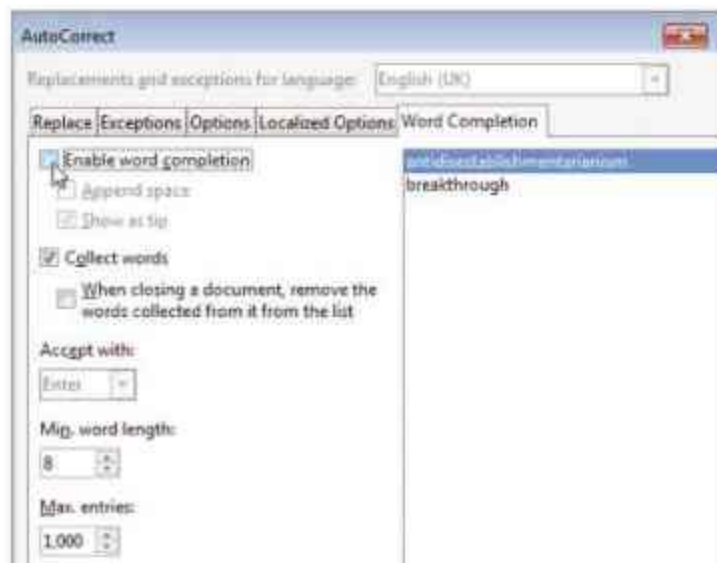 AutoCorrect
Replacements and exceptions for language: English (UK)
Replace Exceptions Options Localized Options Word Completion
Enable word completion
Append space
Show as tip
Collect words
When closing a document, remove the
words collected from it from the list
Accept with:
Enter
Min. word length:
8
Max. entries:
1,000
breakthrough